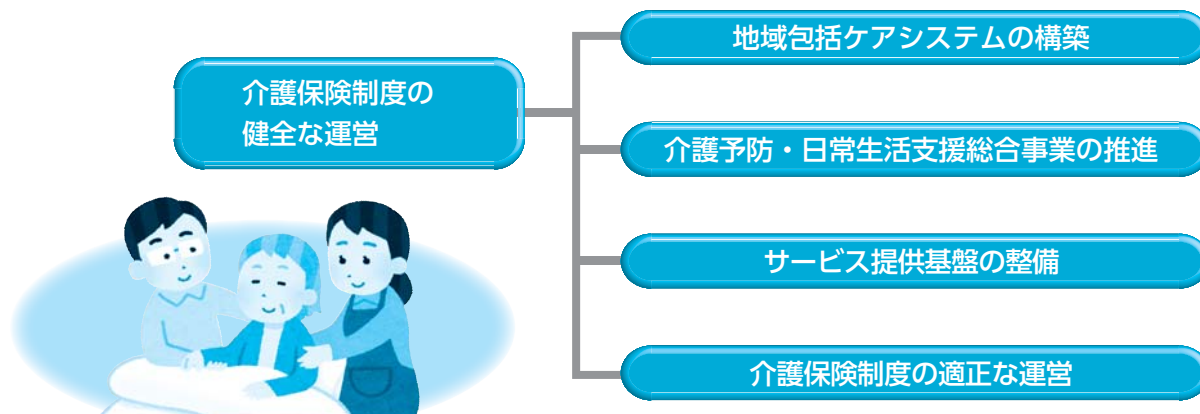 介護保険制度の
健全な運営
地域包括ケアシステムの構築
介護予防・日常生活支援総合事業の推進
サービス提供基盤の整備
介護保険制度の適正な運営